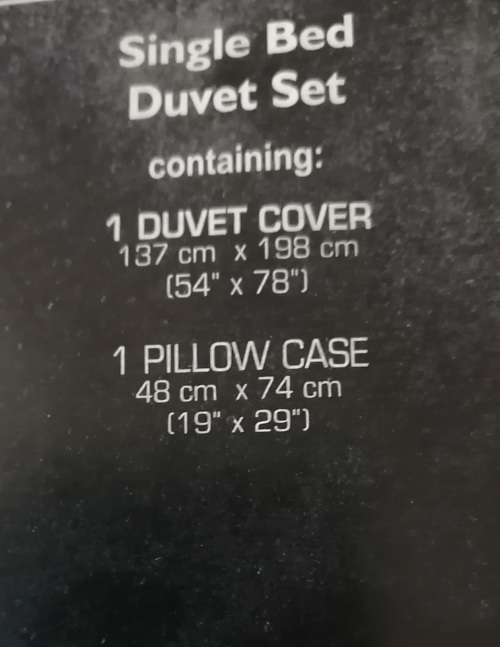 Single Bed
Duvet Set
containing:
1 DUVET COVER
137 cm x 198 cm
(54" x 78")
1 PILLOW CASE
48 cm x 74 cm
(19" x 29")